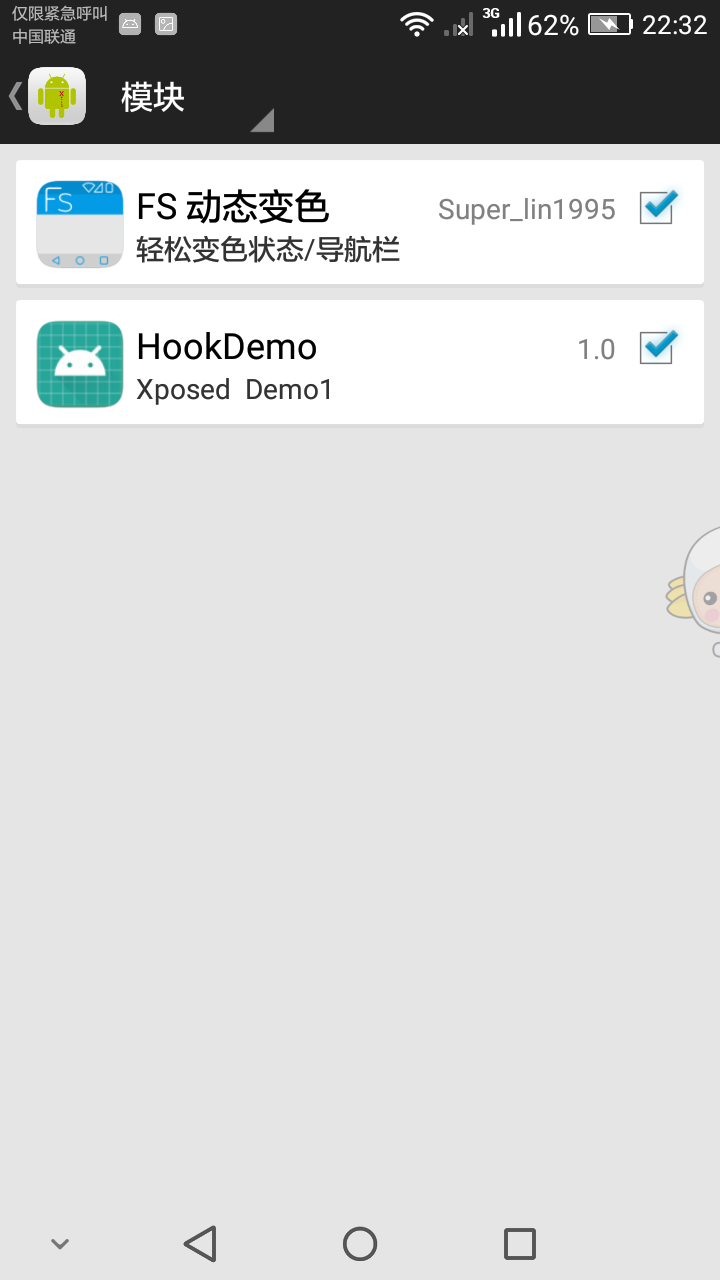 仅限紧急呼叫
中国联通
3G
62%
22:32
模块
Fs
FS 动态变色
Super_lin1995
轻松变色状态/导航栏
HookDemo
1.0
Xposed Demo1